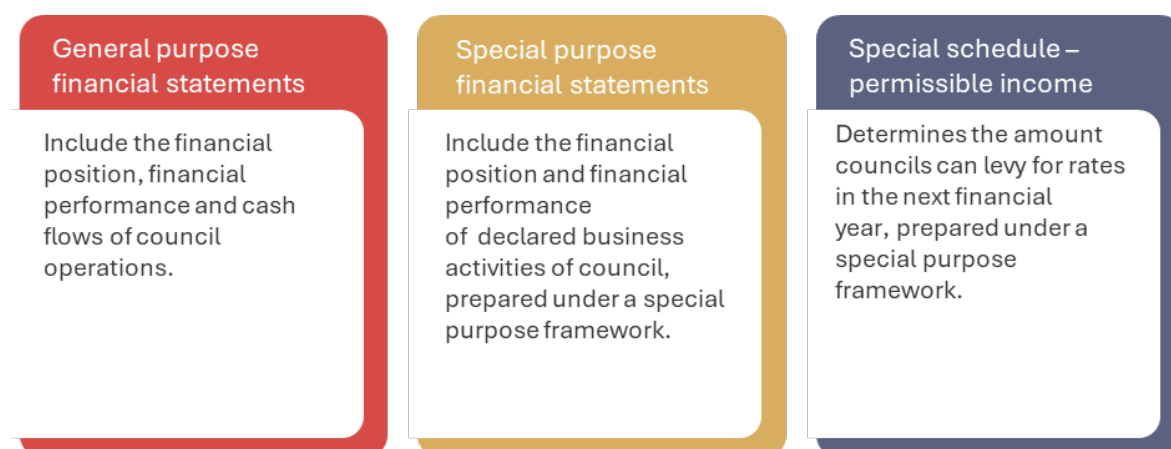 General purpose
financial statements
Include the financial
position, financial
performance and cash
flows of council
operations.
Special purpose
financial statements
Include the financial
position and financial
performance
of declared business
activities of council,
prepared under a special
purpose framework.
Special schedule –
permissible income
Determines the amount
councils can levy for rates
in the next financial
year, prepared under a
special purpose
framework.